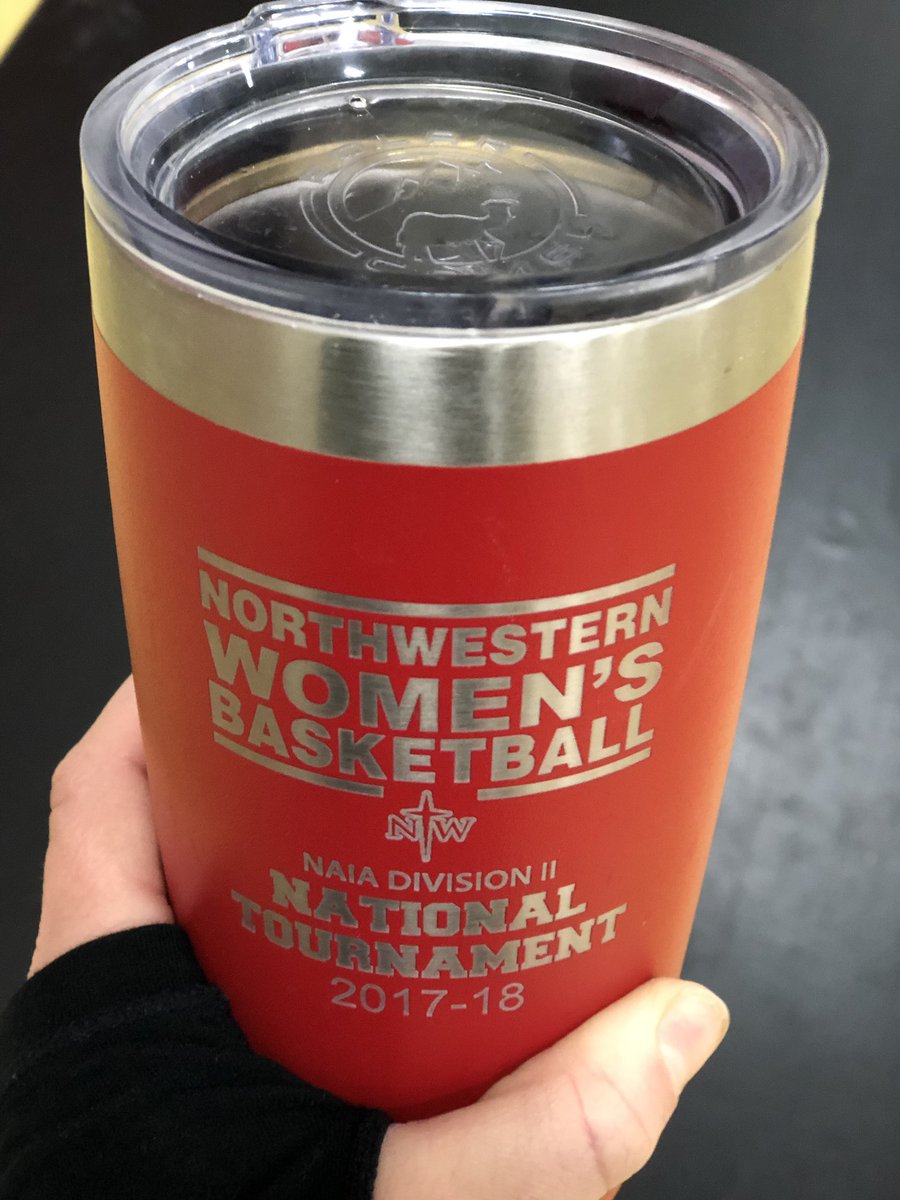 NORTHWESTERN
WOMEN'S
BASKETBALL
NW
NAIA DIVISION II
NATIONAL
TOURNAMENT
2017-18